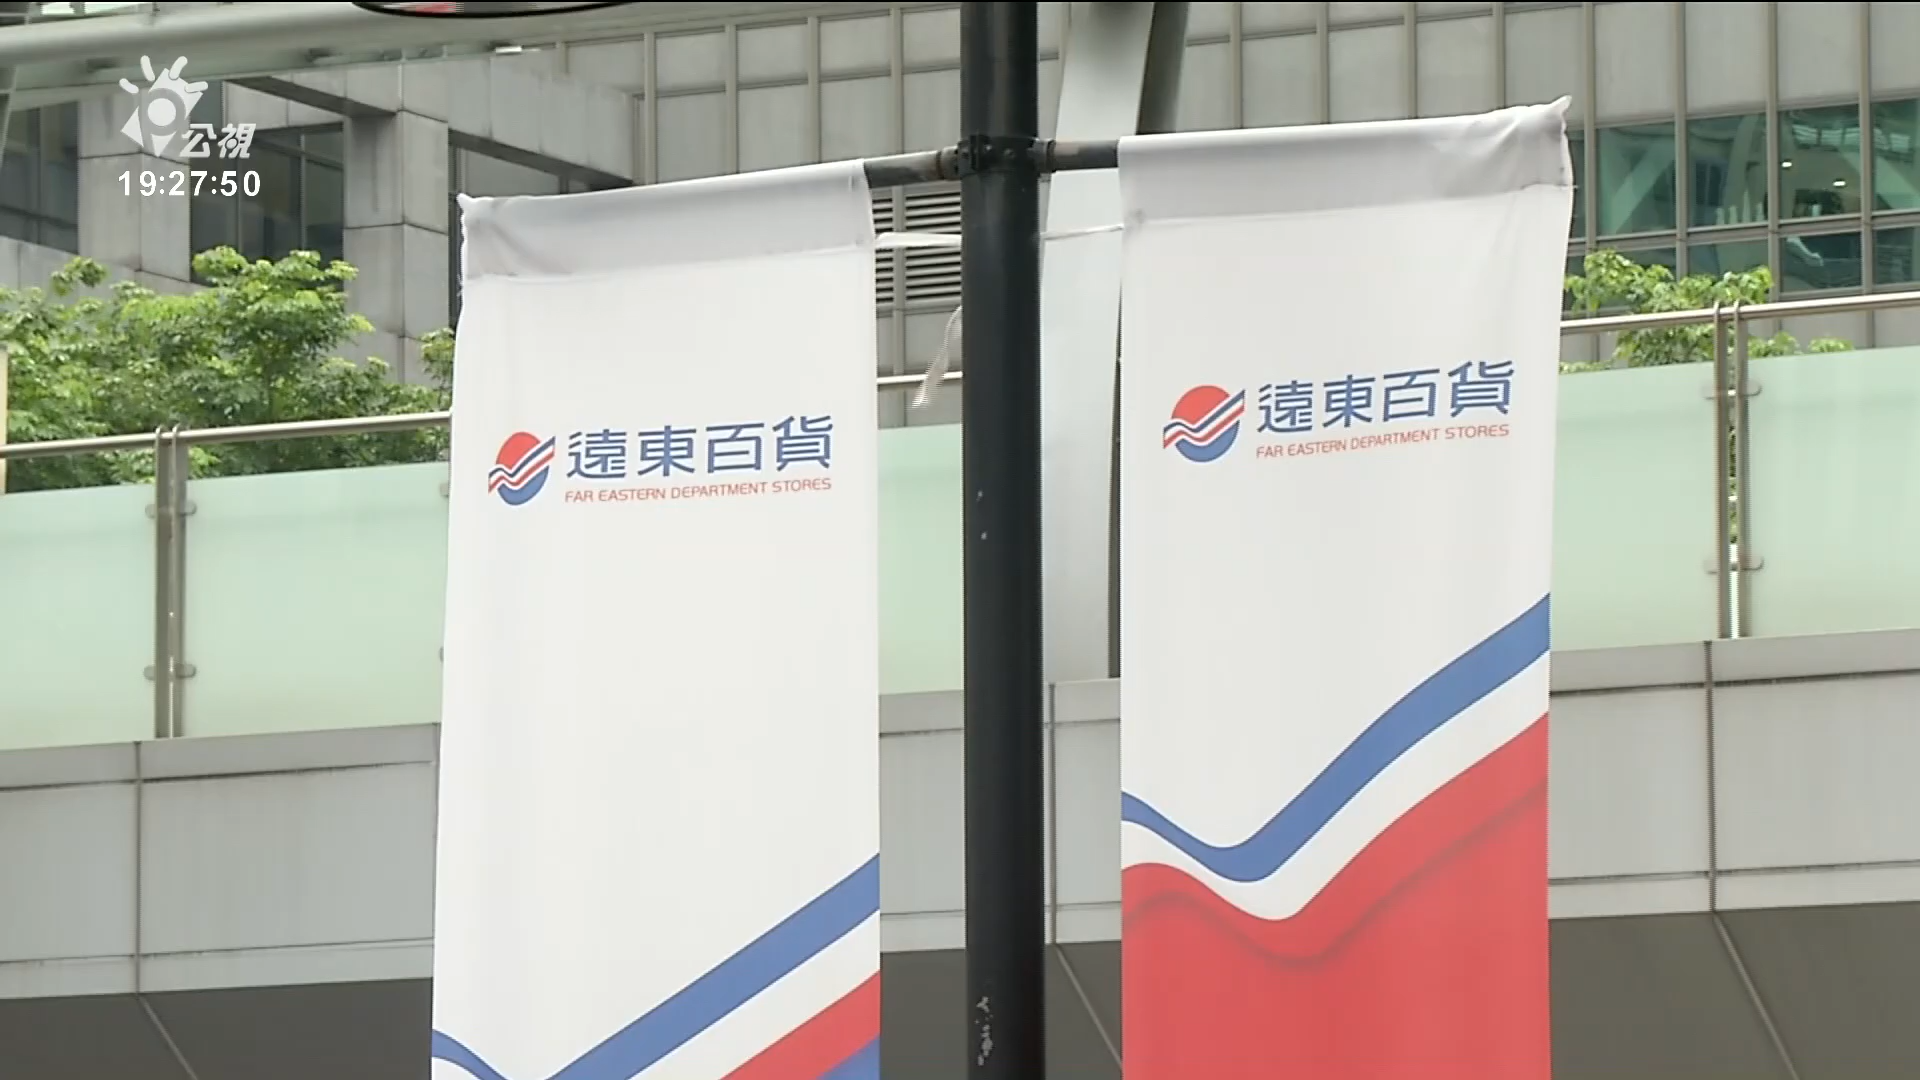 公視
19:27:50
遠東百貨
FAR EASTERN DEPARTMENT STORES
遠東百貨
FAR EASTERN DEPARTMENT STORES